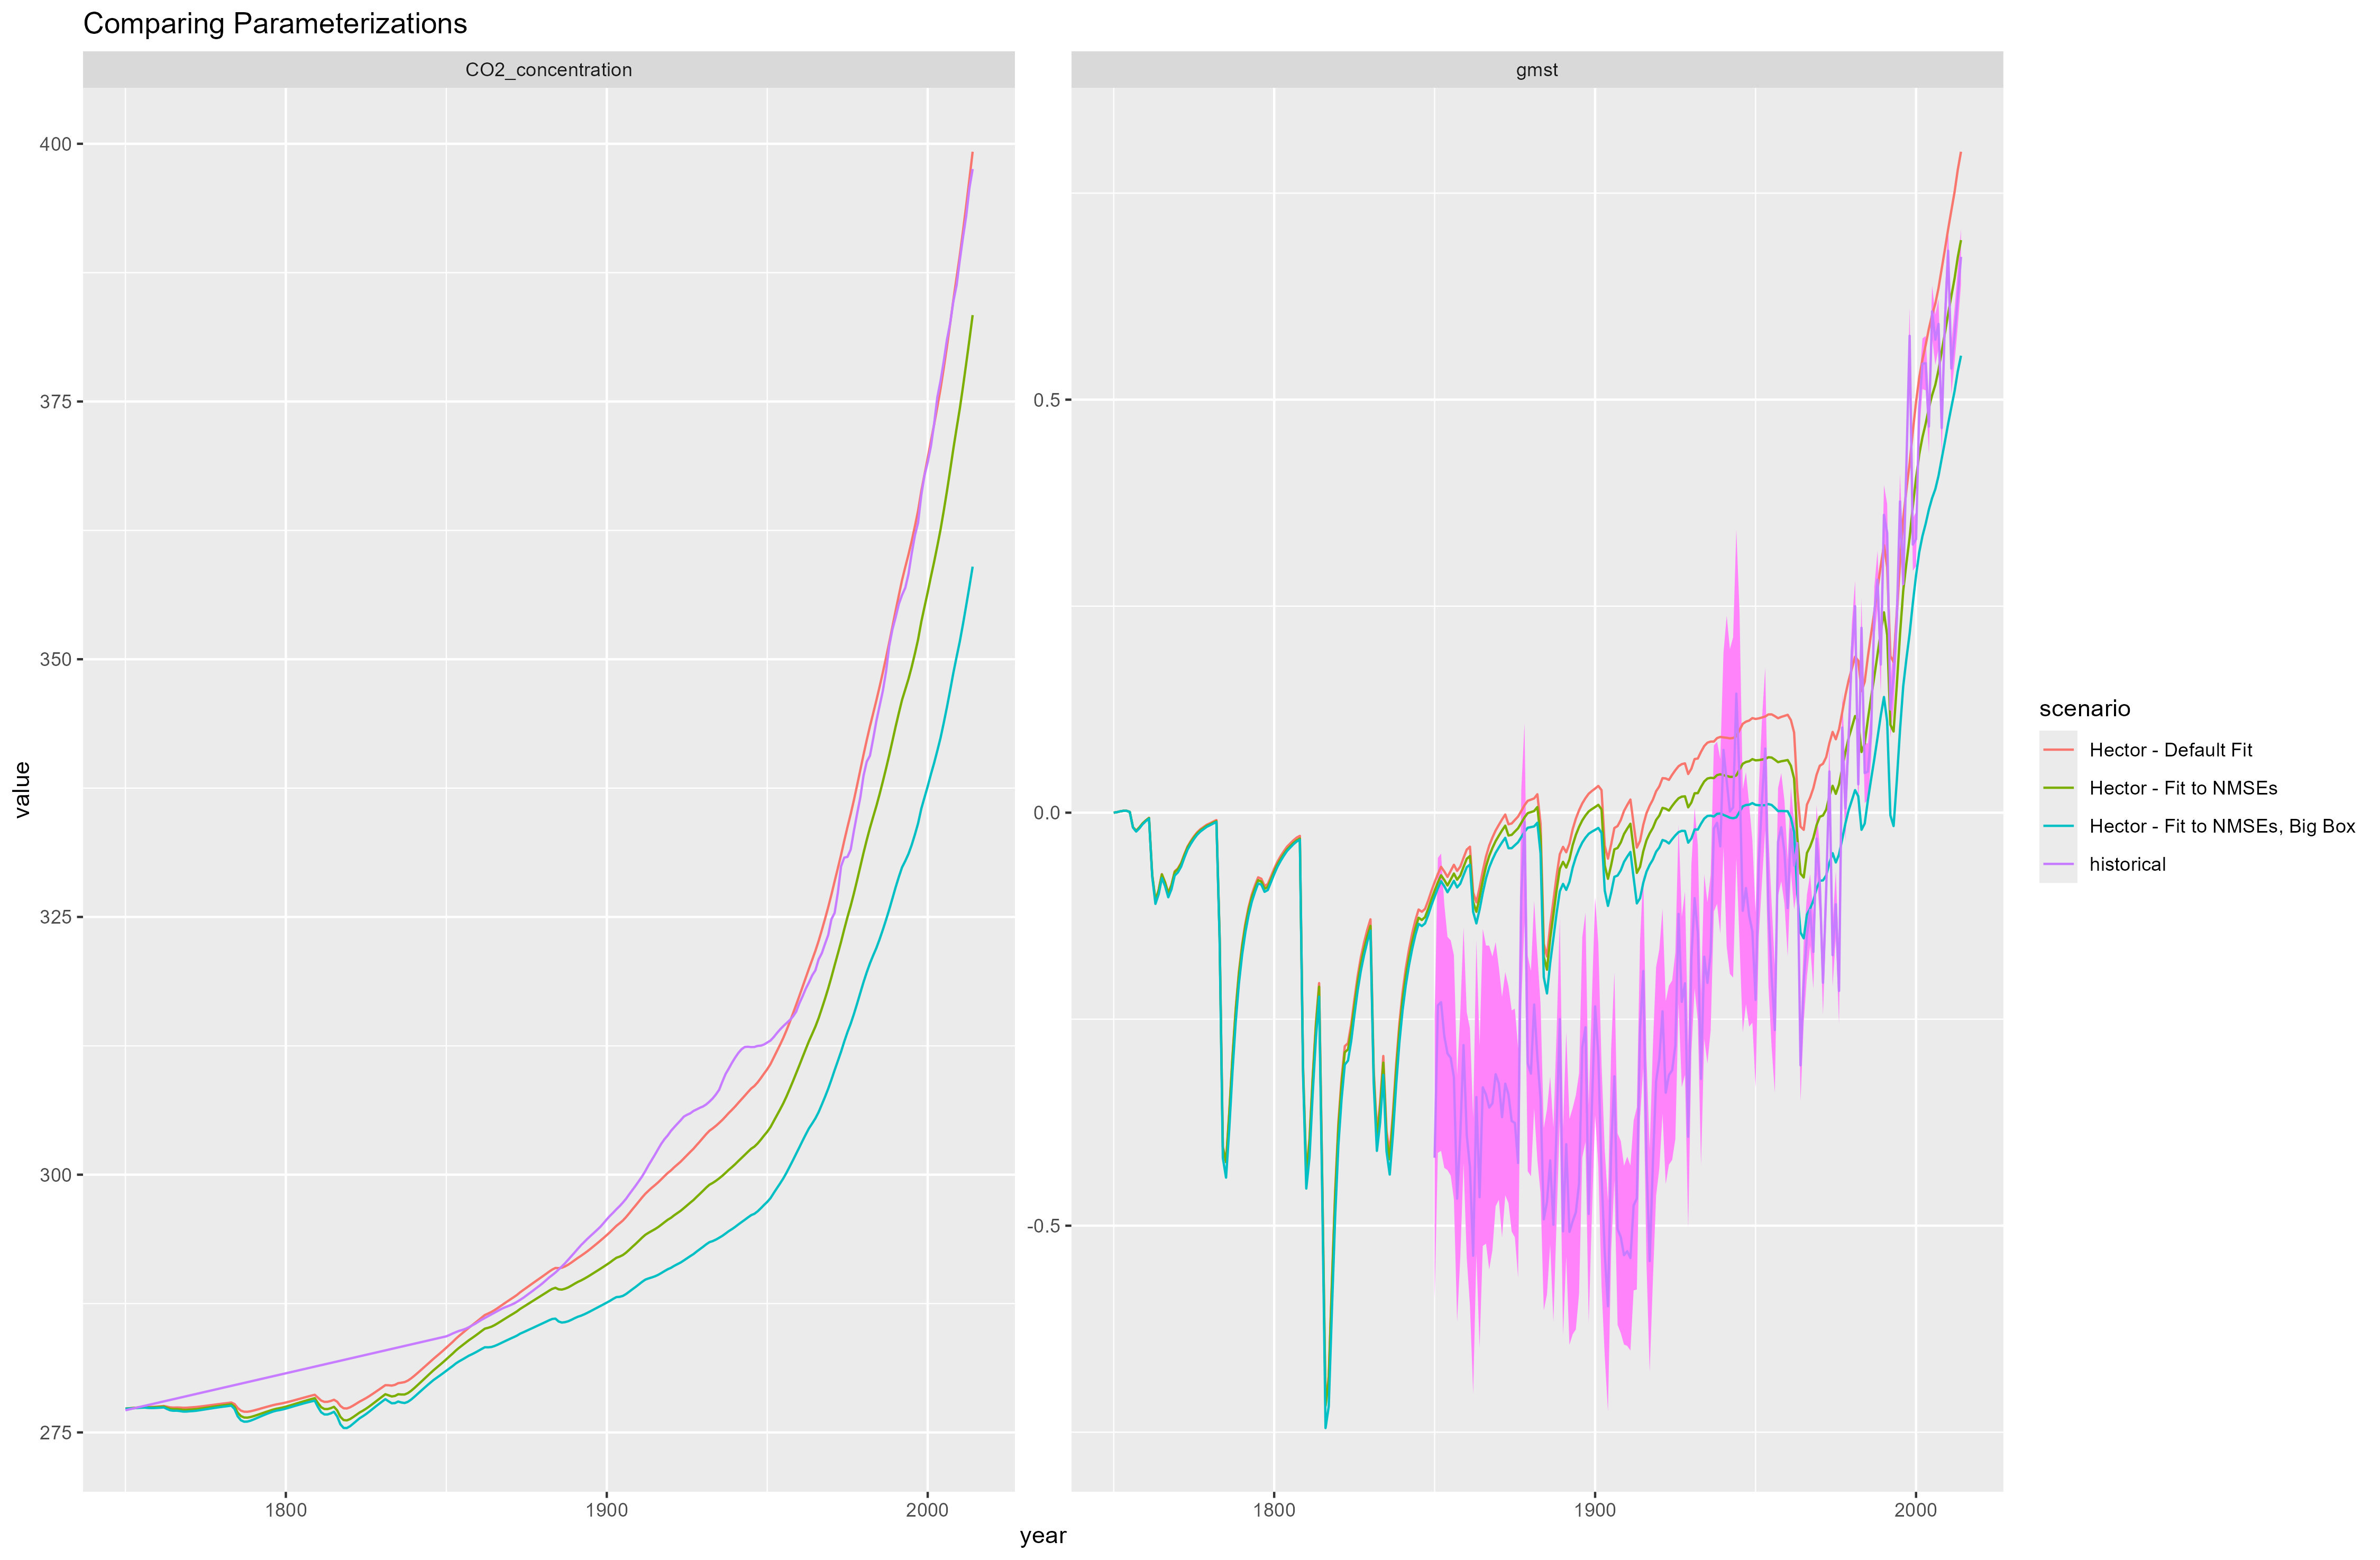 Comparing Parameterizations
CO2_concentration
gmst
400
375
350
325
300
275
0.5
0.0
-0.5
value
1800
1900
2000
1800
1900
2000
year
scenario
Hector - Default Fit
Hector - Fit to NMSEs
Hector - Fit to NMSEs, Big Box
historical